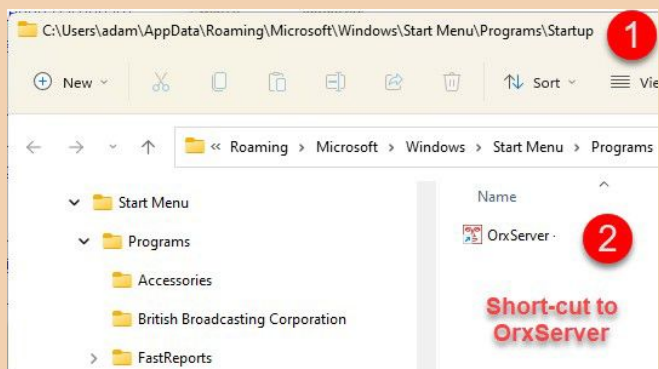 C:\Users\adam\AppData\Roaming\Microsoft\Windows\Start Menu\Programs\Startup
1
New
Sort
Vie
« Roaming > Microsoft > Windows > Start Menu > Programs
Start Menu
Name
Programs
OrxServer -
2
Accessories
British Broadcasting Corporation
Short-cut to
OrxServer
FastReports